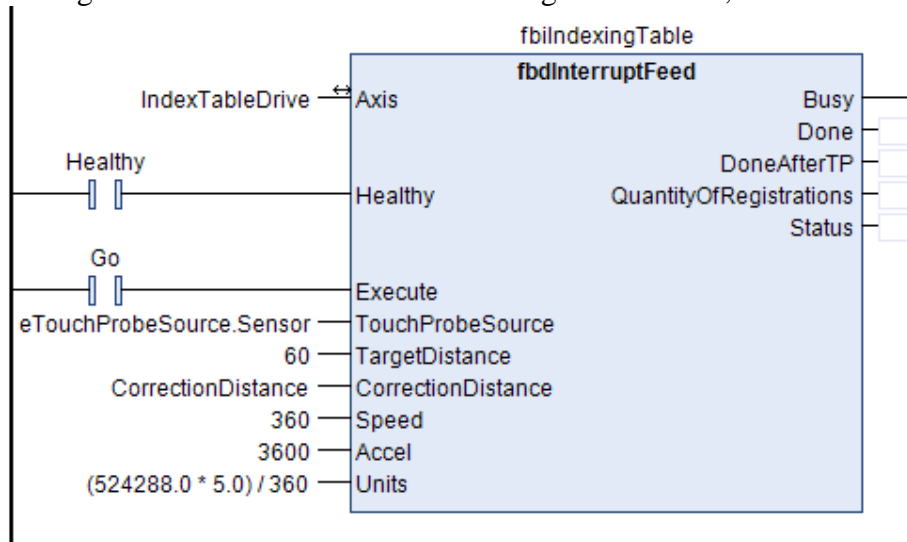 fbiIndexingTable
fbdInterruptFeed
IndexTableDrive Axis Busy
Done
Healthy DoneAfterTP
Healthy QuantityOfRegistrations
Status
Go
Execute
eTouchProbeSource.Sensor TouchProbeSource
60 TargetDistance
CorrectionDistance CorrectionDistance
360 Speed
3600 Accel
(524288.0 * 5.0) / 360 Units